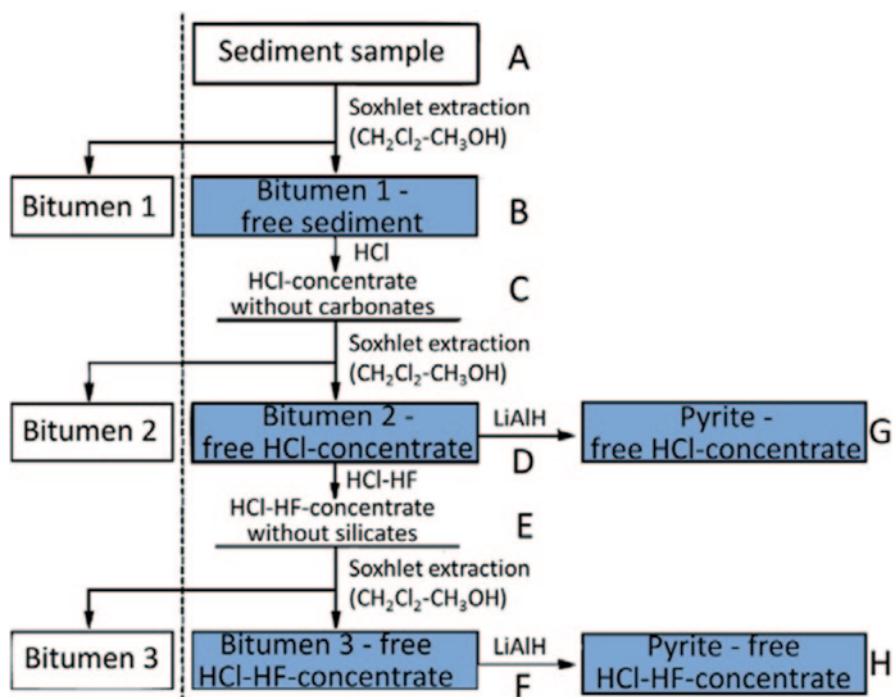 Sediment sample
A
Soxhlet extraction
(CH₂Cl₂-CH₃OH)
Bitumen 1
Bitumen 1 -
free sediment
B
HCl
HCl-concentrate
without carbonates
C
Soxhlet extraction
(CH₂Cl₂-CH₃OH)
Bitumen 2
Bitumen 2 -
free HCl-concentrate
D
LiAlH
Pyrite -
free HCl-concentrate
G
HCl-HF
HCl-HF-concentrate
without silicates
E
Soxhlet extraction
(CH₂Cl₂-CH₃OH)
Bitumen 3
Bitumen 3 - free
HCl-HF-concentrate
F
LiAlH
Pyrite - free
HCl-HF-concentrate
H